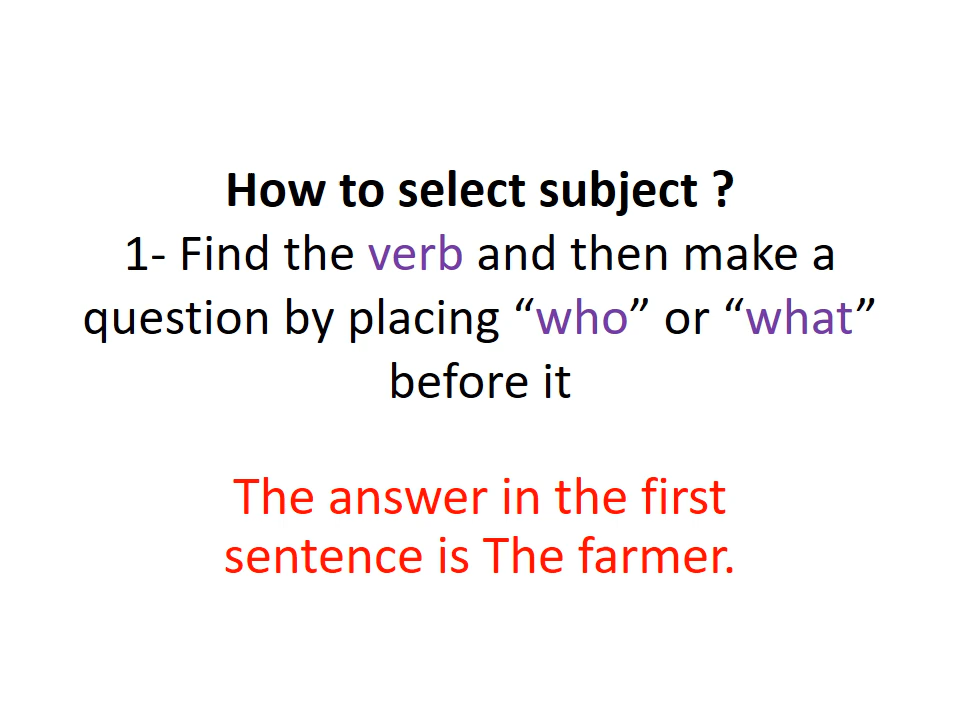 How to select subject ?
1- Find the verb and then make a
question by placing “who” or “what”
before it
The answer in the first
sentence is The farmer.